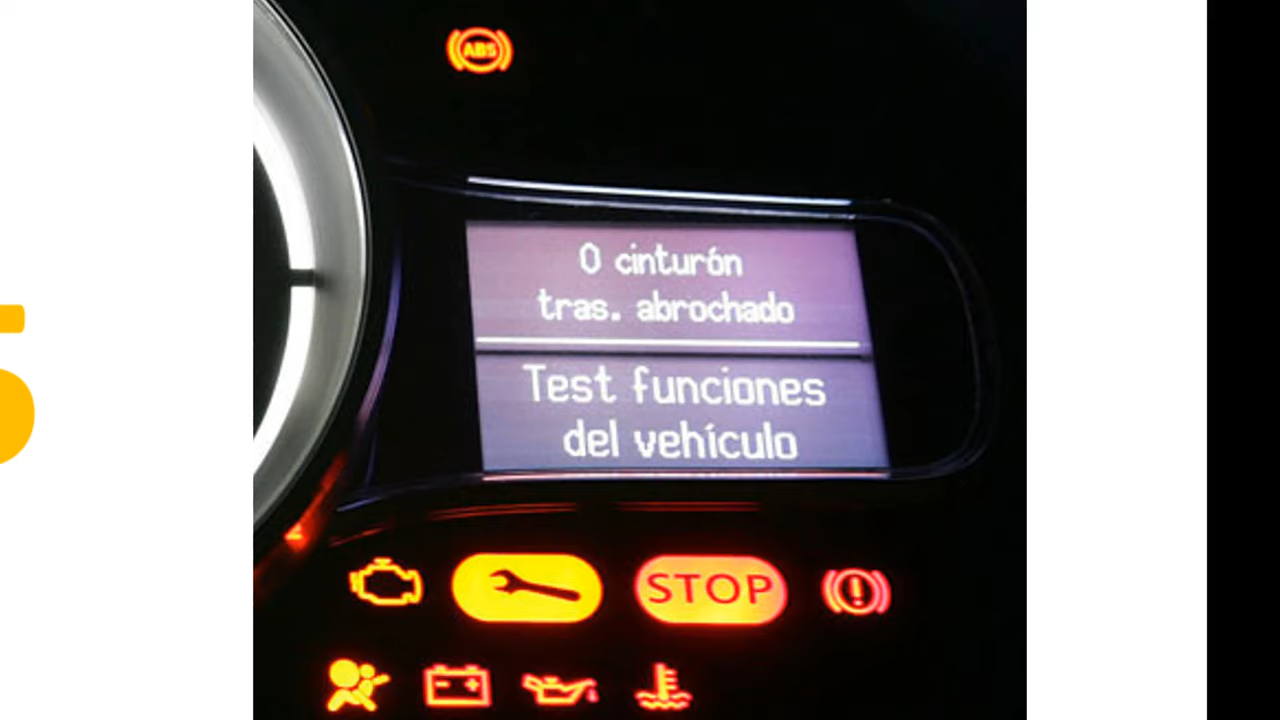 ABS
0 cinturón
tras. abrochado
Test funciones
del vehículo
STOP